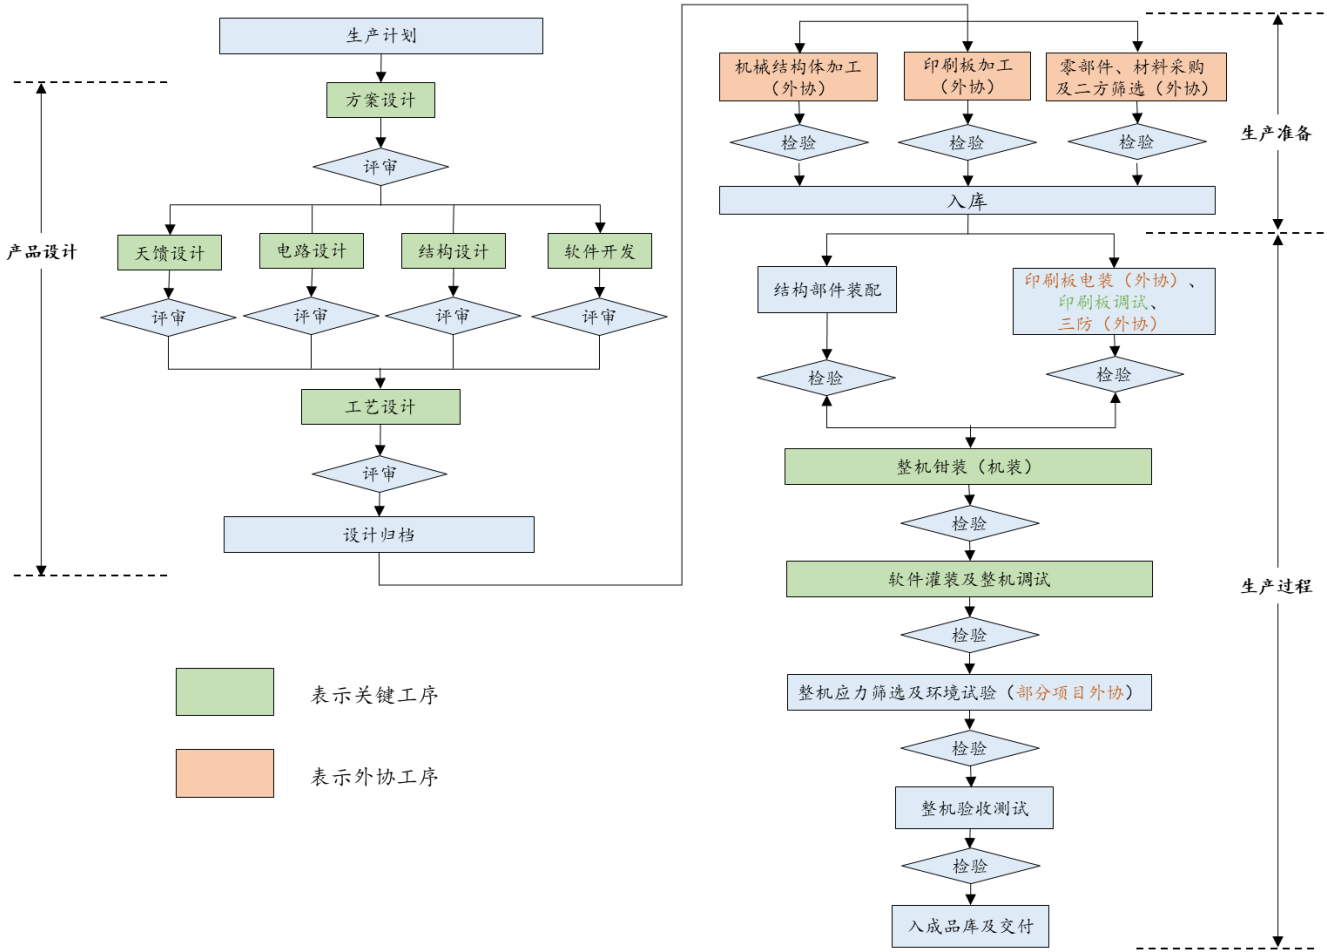 生产计划
方案设计
评审
产品设计
天馈设计
电路设计
结构设计
软件开发
评审
评审
评审
评审
工艺设计
评审
设计归档
表示关键工序
表示外协工序
机械结构体加工
（外协）
印刷板加工
（外协）
零部件、材料采购
及二方筛选（外协）
检验
检验
检验
生产准备
入库
结构部件装配
印刷板电装（外协）、
印刷板调试、
三防（外协）
检验
检验
整机钳装（机装）
检验
软件灌装及整机调试
生产过程
检验
整机应力筛选及环境试验（部分项目外协）
检验
整机验收测试
检验
入成品库及交付